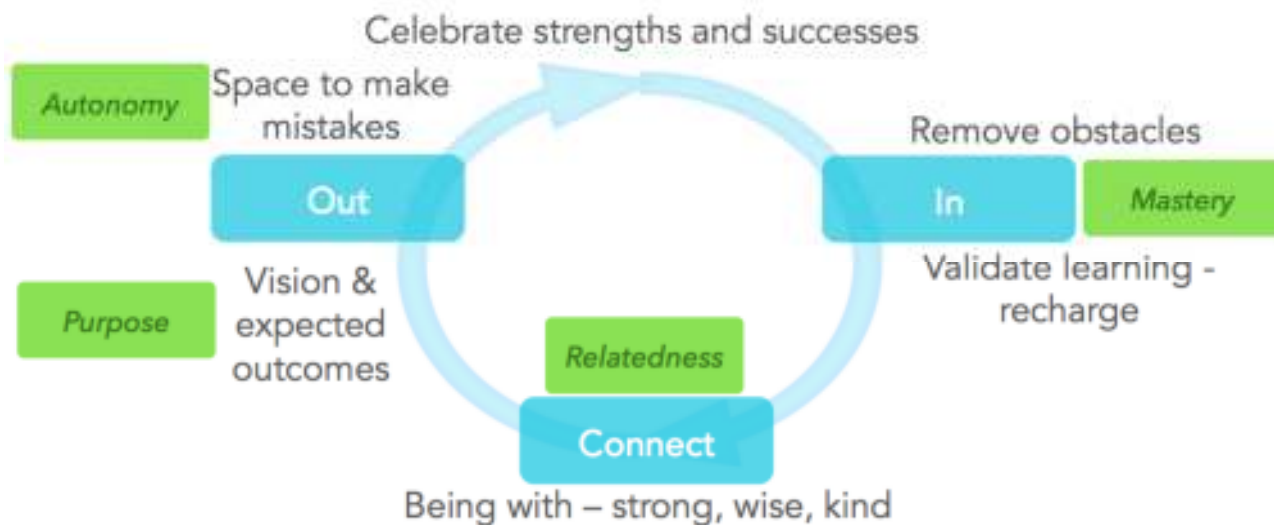 Celebrate strengths and successes
Autonomy
Space to make
mistakes
Out
Remove obstacles
In
Mastery
Validate learning -
recharge
Purpose
Vision &
expected
outcomes
Relatedness
Connect
Being with – strong, wise, kind